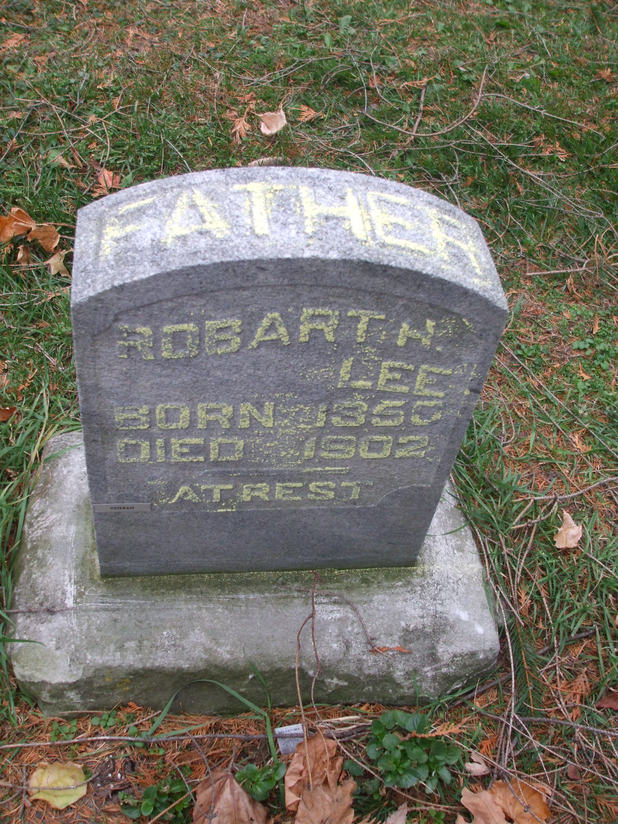 FATHER
ROBART H.
LEE
BORN 1850
DIED 1902
AT REST